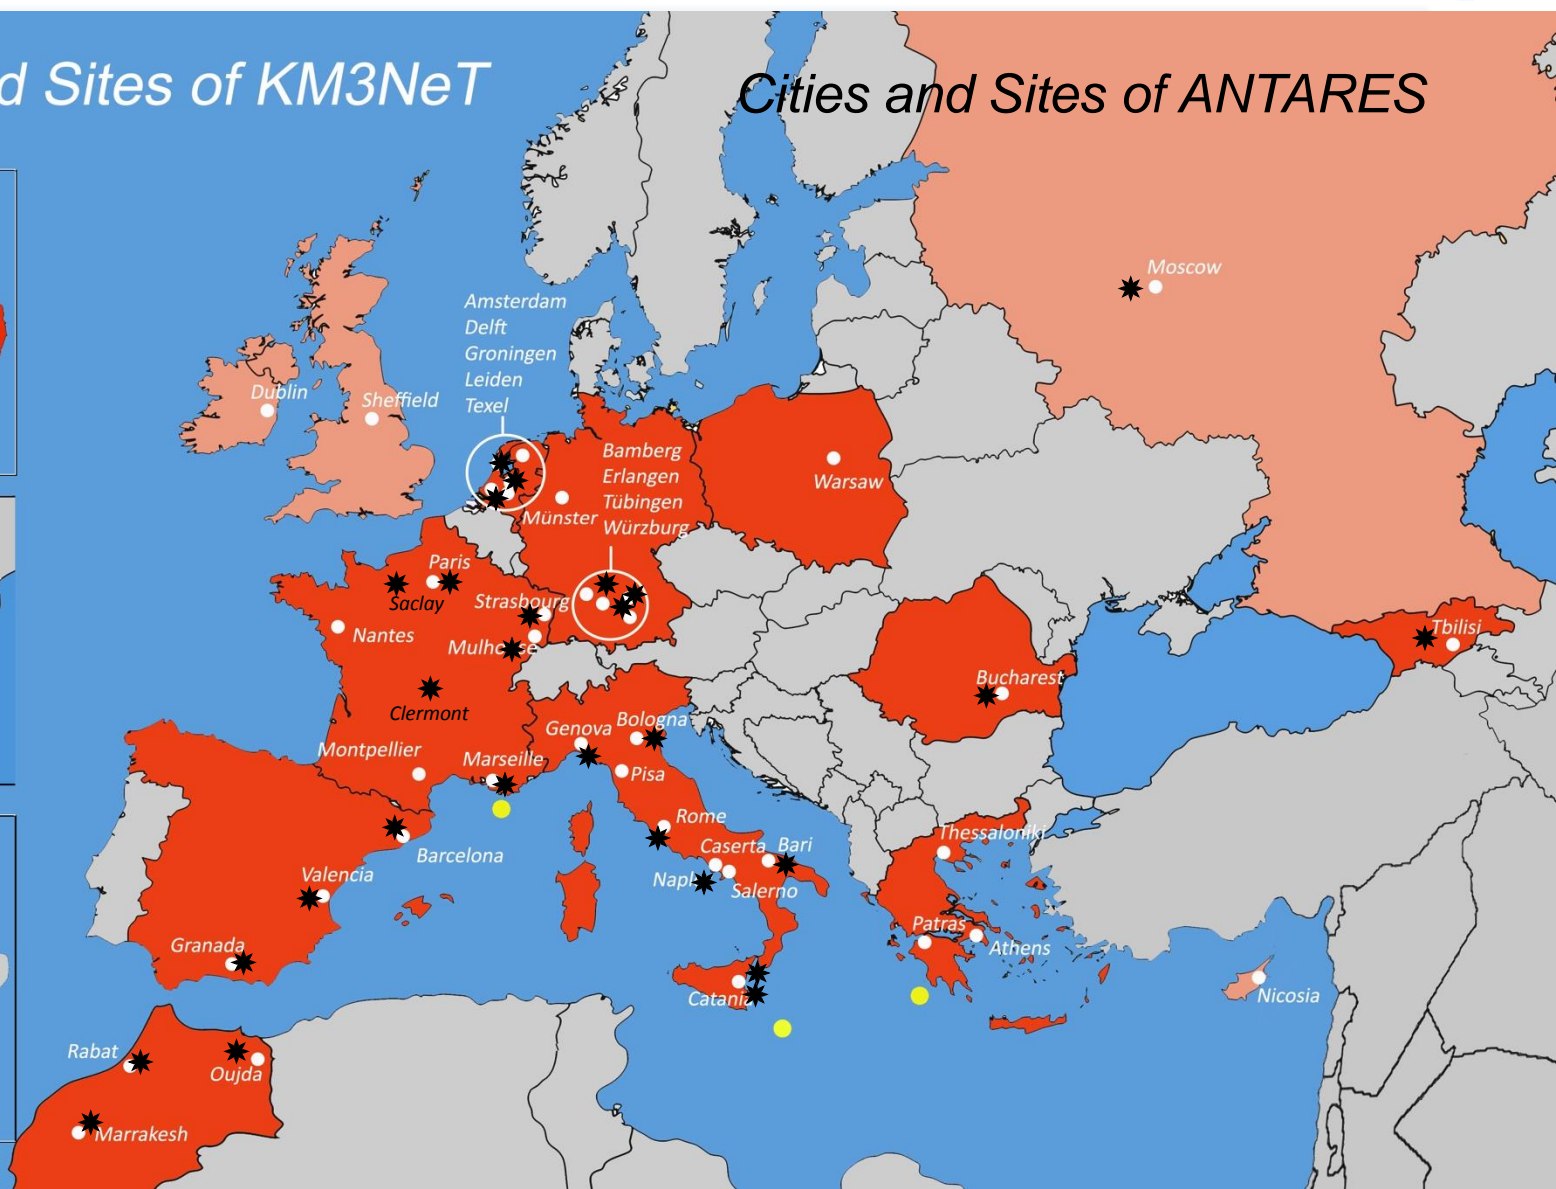 d Sites of KM3NeT
Cities and Sites of ANTARES
Moscow
Amsterdam
Delft
Groningen
Leiden
Texel
Dublin
Sheffield
Bamberg
Erlangen
Tübingen
Würzburg
Warsaw
Münster
Paris
Saclay
Strasbourg
Nantes
Mulhouse
Tbilisi
Bucharest
Clermont
Genova
Bologna
Montpellier
Marseille
Pisa
Rome
Thessaloniki
Caserta
Bari
Barcelona
Valencia
Napl
Salerno
Patras
Athens
Granada
Catania
Nicosia
Rabat
Oujda
Marrakesh